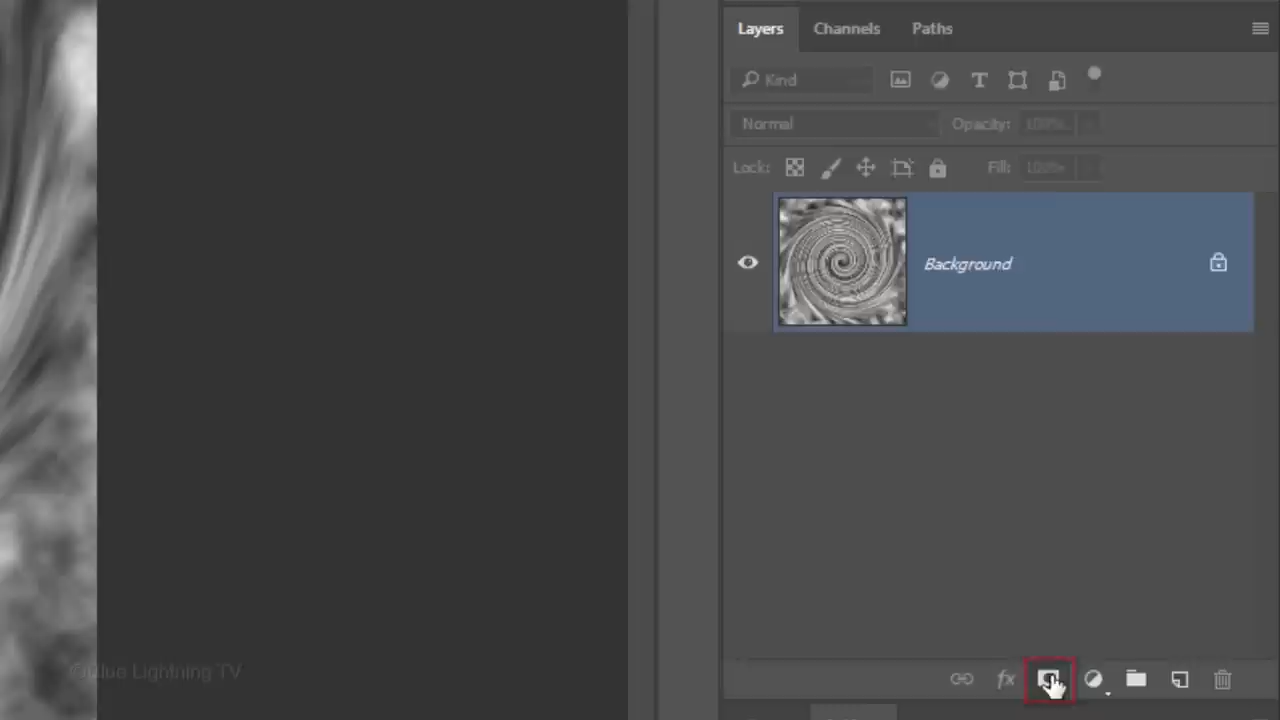 Layers Channels Paths
Kind
Normal Opacity: 100%
Lock: Fill: 100%
Background
fx
©Blue Lightning TV